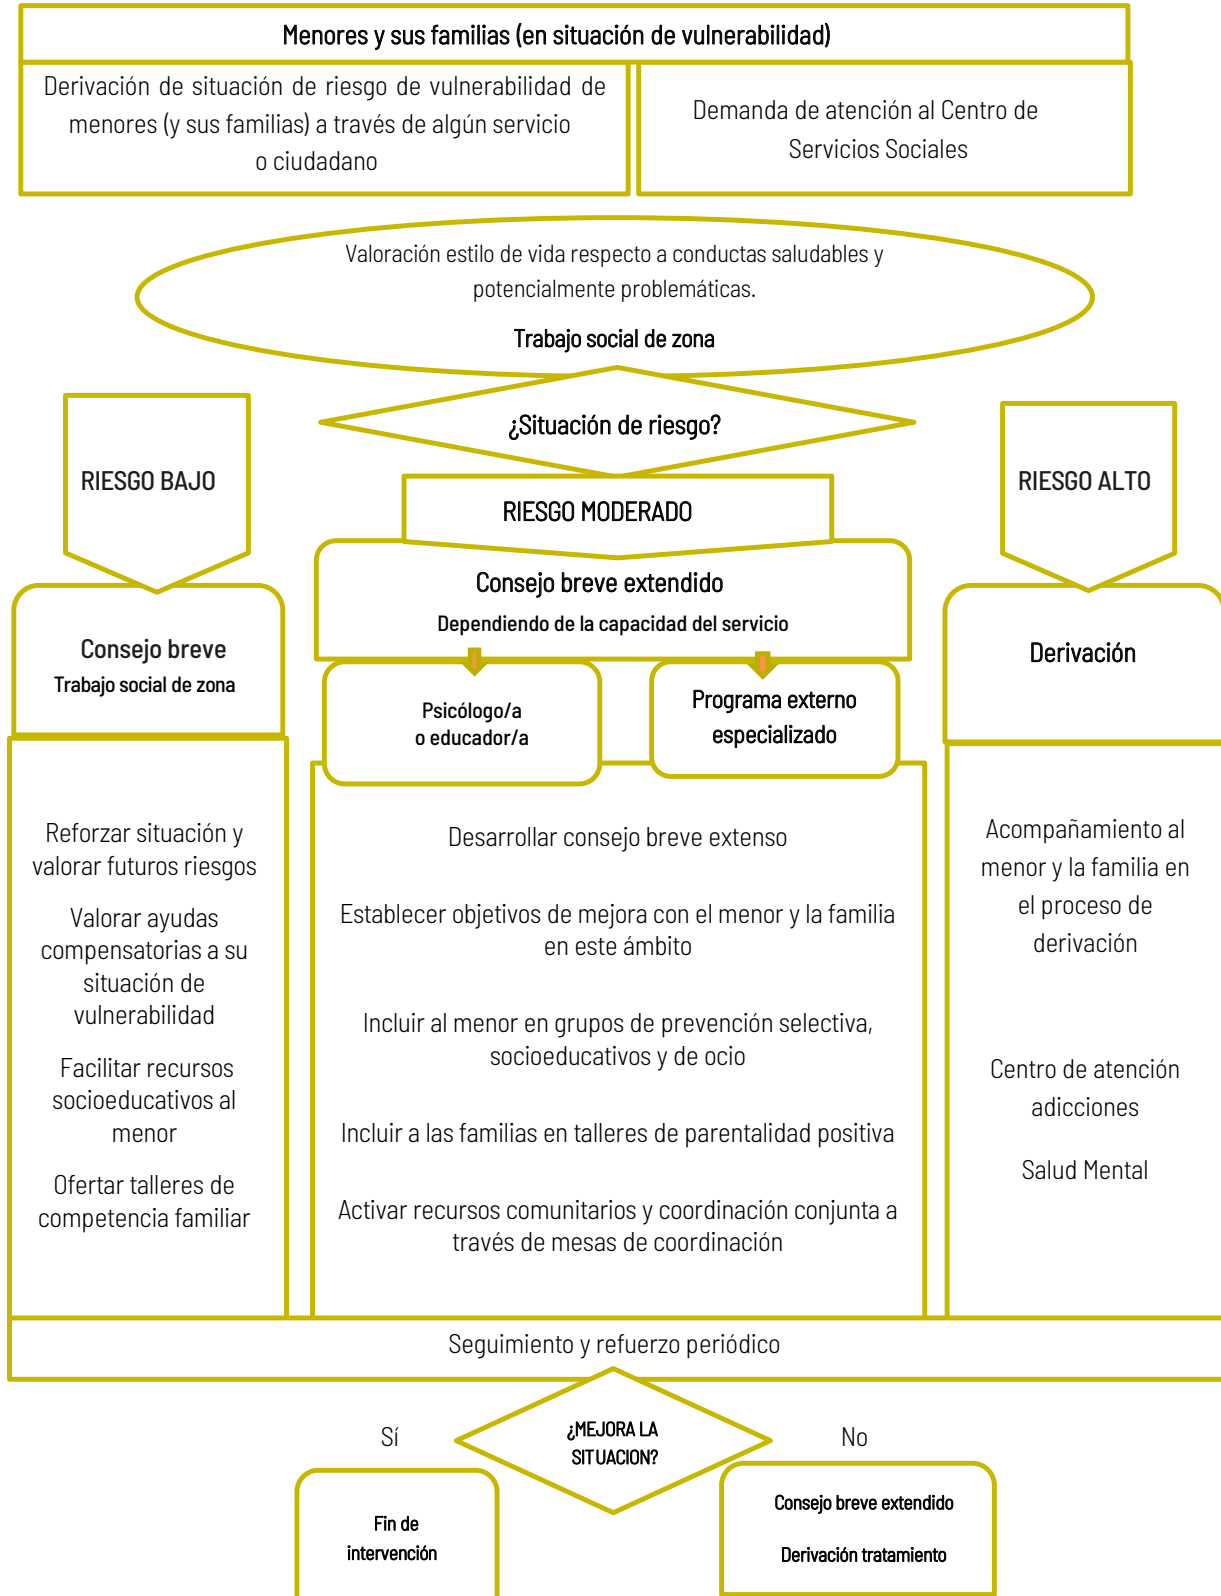 Menores y sus familias (en situación de vulnerabilidad)
Derivación de situación de riesgo de vulnerabilidad de
menores (y sus familias) a través de algún servicio
o ciudadano
Demanda de atención al Centro de
Servicios Sociales
Valoración estilo de vida respecto a conductas saludables y
potencialmente problemáticas.
Trabajo social de zona
¿Situación de riesgo?
RIESGO BAJO
RIESGO MODERADO
RIESGO ALTO
Consejo breve
Trabajo social de zona
Consejo breve extendido
Dependiendo de la capacidad del servicio
Psicólogo/a
o educador/a
Programa externo
especializado
Derivación
Reforzar situación y
valorar futuros riesgos
Valorar ayudas
compensatorias a su
situación de
vulnerabilidad
Facilitar recursos
socioeducativos al
menor
Ofertar talleres de
competencia familiar
Desarrollar consejo breve extenso
Establecer objetivos de mejora con el menor y la familia
en este ámbito
Incluir al menor en grupos de prevención selectiva,
socioeducativos y de ocio
Incluir a las familias en talleres de parentalidad positiva
Activar recursos comunitarios y coordinación conjunta a
través de mesas de coordinación
Acompañamiento al
menor y la familia en
el proceso de
derivación
Centro de atención
adicciones
Salud Mental
Seguimiento y refuerzo periódico
¿MEJORA LA
SITUACION?
Sí
No
Fin de
intervención
Consejo breve extendido
Derivación tratamiento